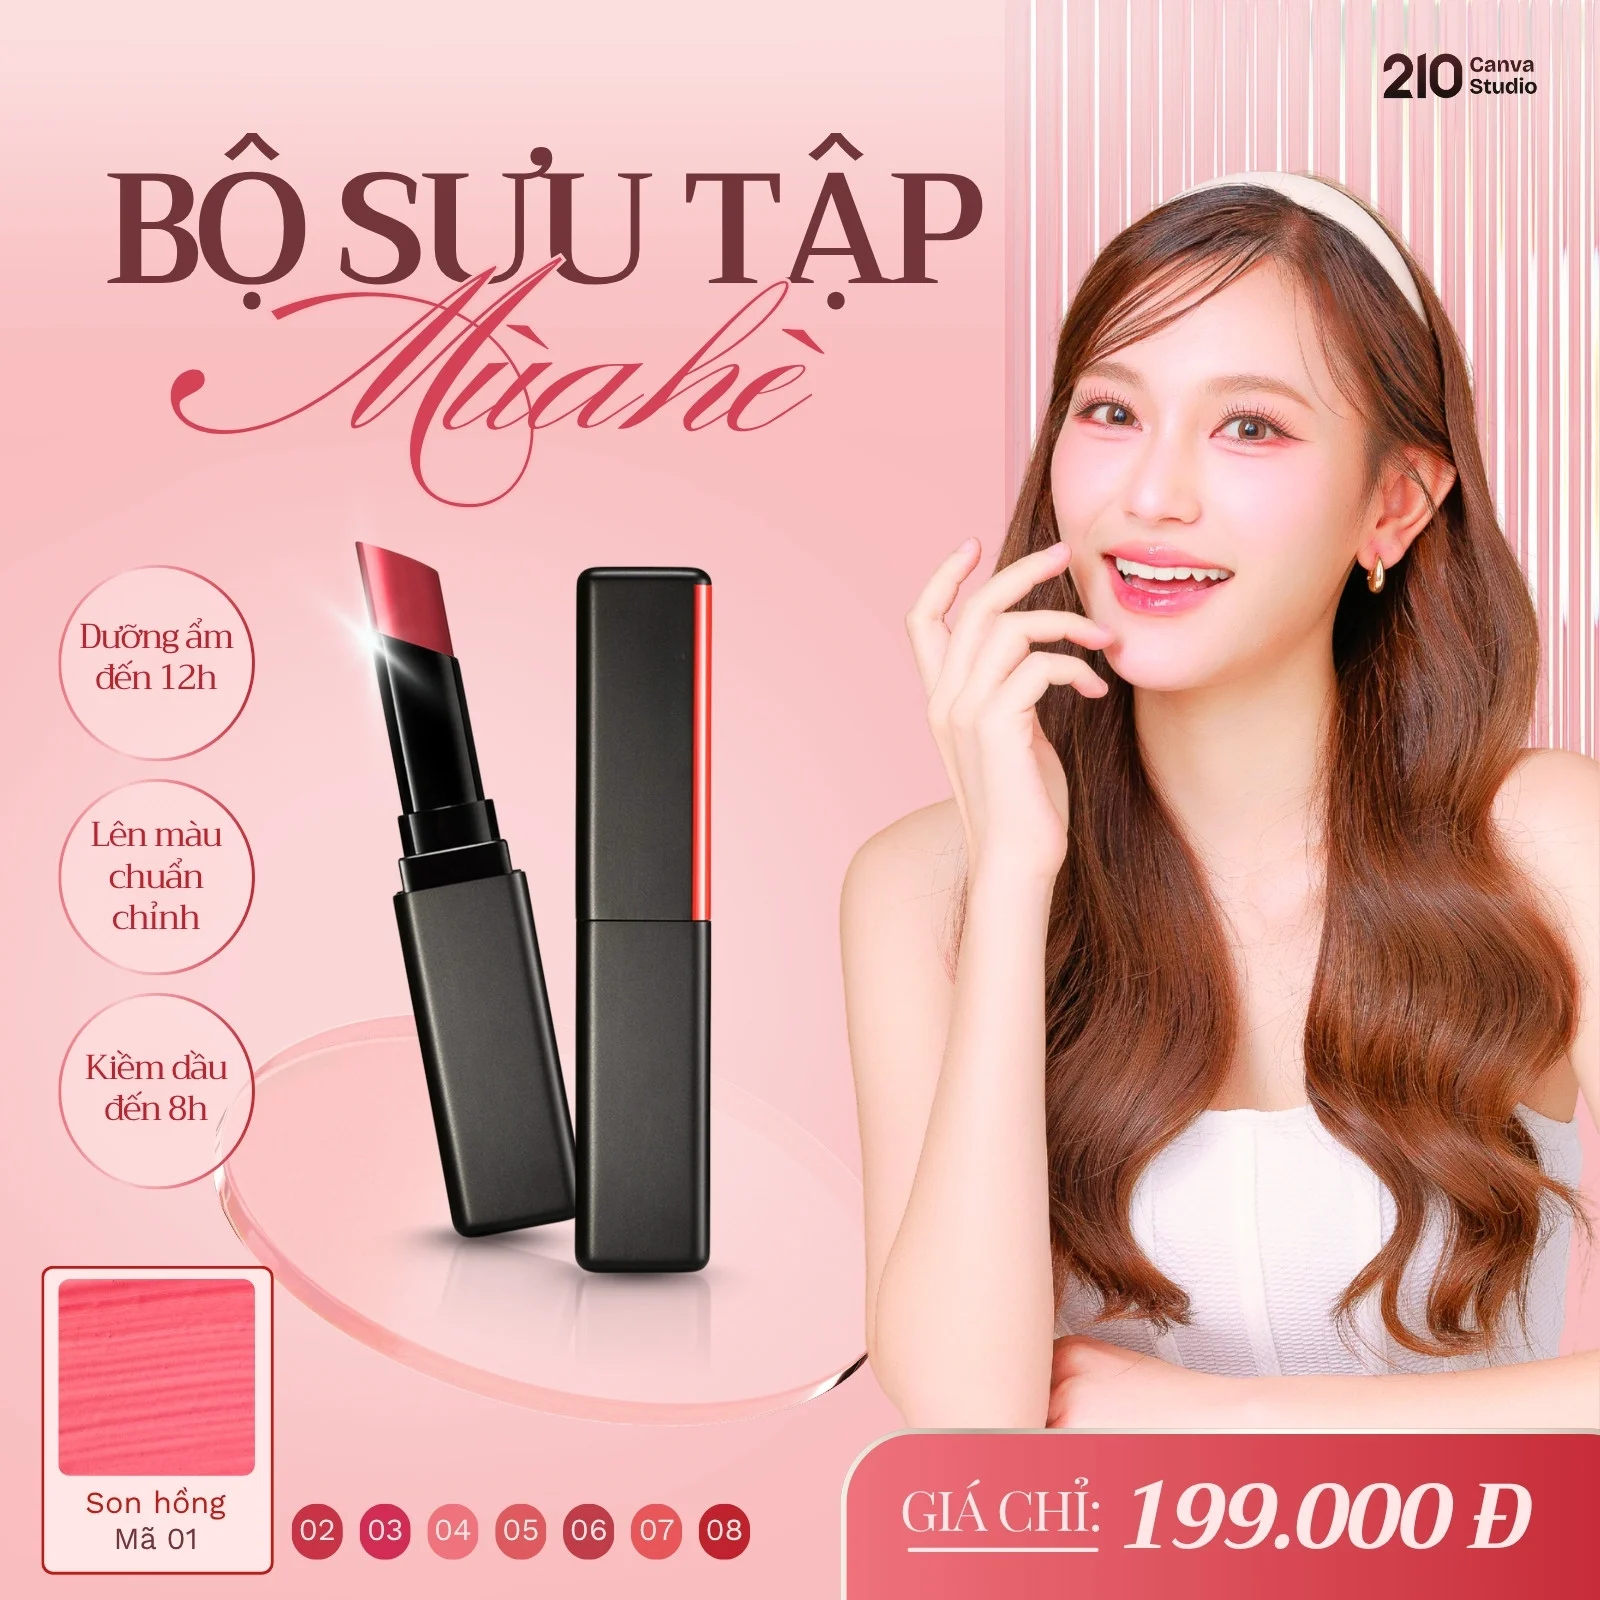 210 Canva
Studio
BỘ SƯU TẬP
Mùa hè
Dưỡng ẩm
đến 12h
Lên màu
chuẩn
chỉnh
Kiềm dầu
đến 8h
Son hồng
Mã 01
02 03 04 05 06 07 08
GIÁ CHỈ: 199.000 Đ